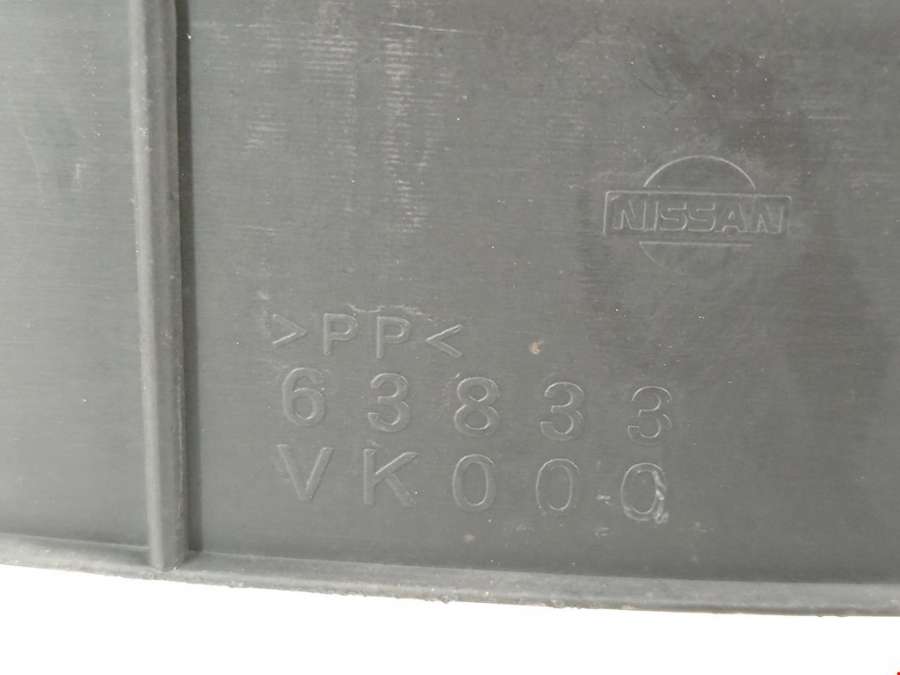 NISSAN
>PP<
63833
VK000